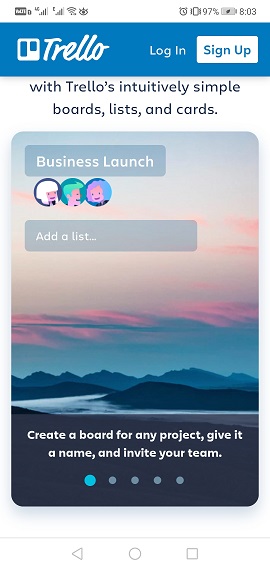 97% 8:03
Trello Log In Sign Up
with Trello's intuitively simple
boards, lists, and cards.
Business Launch
Add a list...
Create a board for any project, give it
a name, and invite your team.